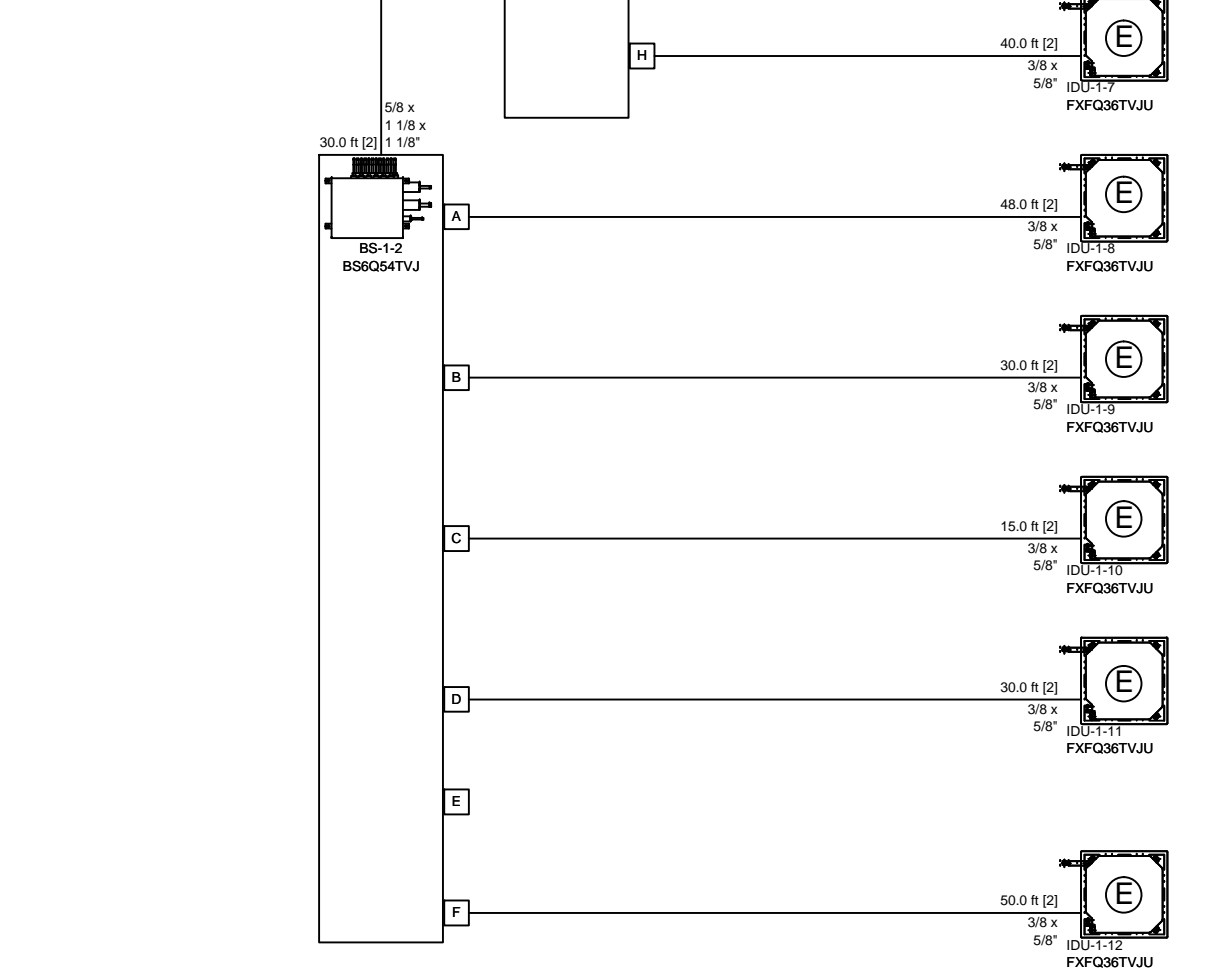 H
40.0 ft [2]
3/8 x
5/8"
E
IDU-1-7
FXFQ36TVJU
5/8 x
1 1/8 x
30.0 ft [2] 1 1/8"
BS-1-2
BS6Q54TVJ
A
48.0 ft [2]
3/8 x
5/8"
E
IDU-1-8
FXFQ36TVJU
B
30.0 ft [2]
3/8 x
5/8"
E
IDU-1-9
FXFQ36TVJU
C
15.0 ft [2]
3/8 x
5/8"
E
IDU-1-10
FXFQ36TVJU
D
30.0 ft [2]
3/8 x
5/8"
E
IDU-1-11
FXFQ36TVJU
E
F
50.0 ft [2]
3/8 x
5/8"
E
IDU-1-12
FXFQ36TVJU